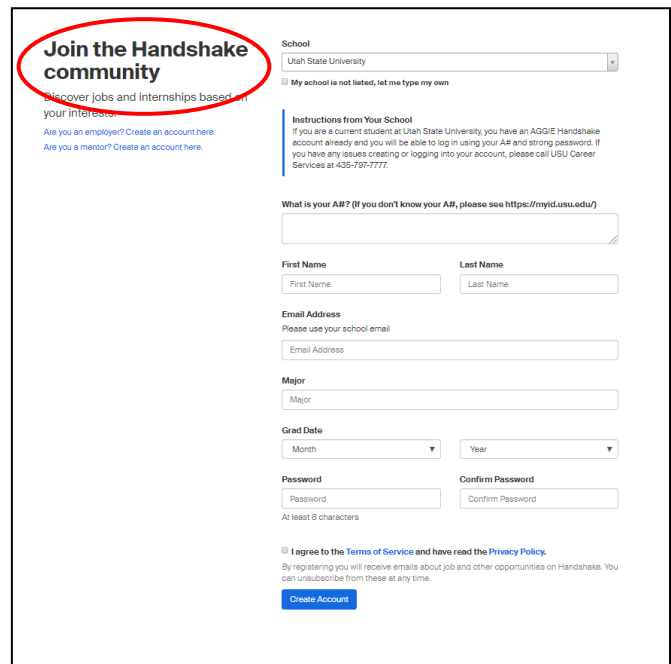 Join the Handshake
community
Discover jobs and internships based on
your interests.
Are you an employer? Create an account here.
Are you a mentor? Create an account here.
School
Utah State University
My school is not listed, let me type my own
Instructions from Your School
If you are a current student at Utah State University, you have an AGGIE Handshake
account already and you will be able to log in using your A# and strong password. If
you have any issues creating or logging into your account, please call USU Career
Services at 435-797-7777.
What is your A#? (If you don't know your A#, please see https://myid.usu.edu/)
First Name
Last Name
First Name
Last Name
Email Address
Please use your school email
Email Address
Major
Major
Grad Date
Month
Year
Password
Confirm Password
Password
Confirm Password
At least 8 characters
I agree to the Terms of Service and have read the Privacy Policy.
By registering you will receive emails about job and other opportunities on Handshake. You
can unsubscribe from these at any time.
Create Account